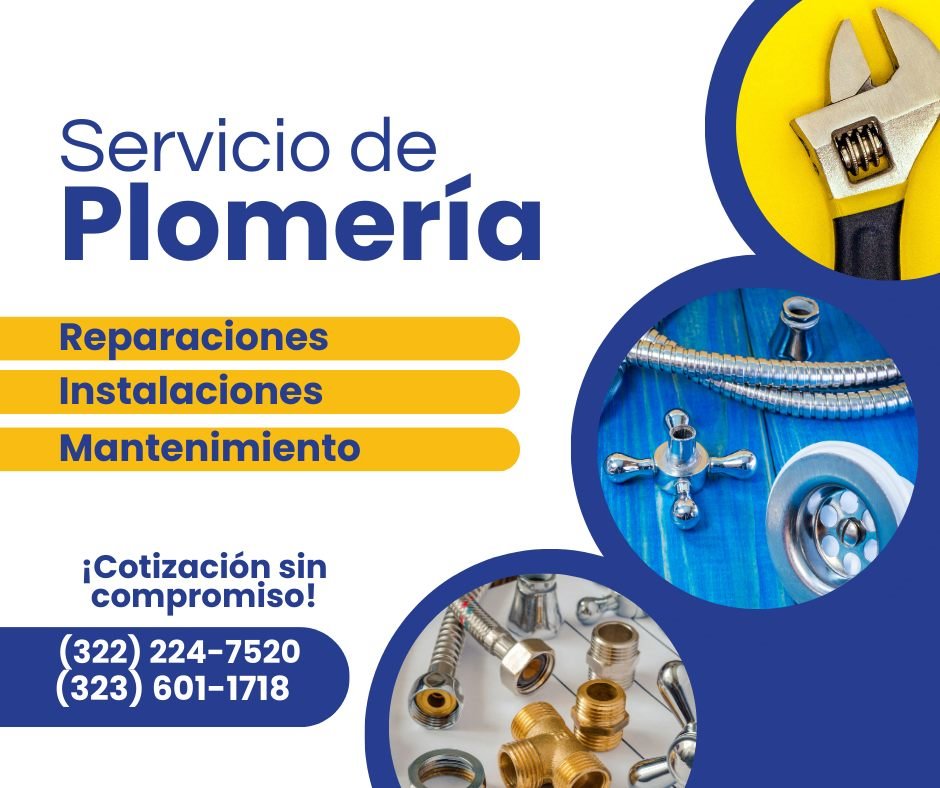 Servicio de
Plomería
Reparaciones
Instalaciones
Mantenimiento
¡Cotización sin
compromiso!
(322) 224-7520
(323) 601-1718